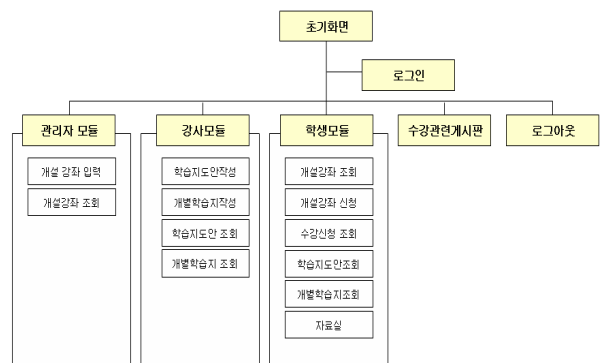 초기화면
로그인
관리자 모듈
강사모듈
학생모듈
수강관련게시판
로그아웃
개설 강좌 입력
개설강좌 조회
학습지도안작성
개별학습지작성
학습지도안 조회
개별학습지 조회
개설강좌 조회
개설강좌 신청
수강신청 조회
학습지도안조회
개별학습지조회
자료실